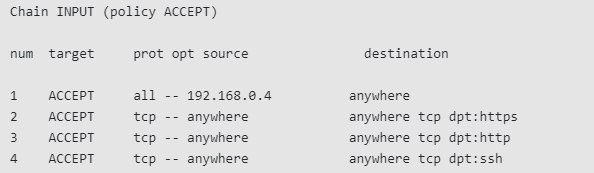 Chain INPUT (policy ACCEPT)
num target prot opt source destination
1 ACCEPT all -- 192.168.0.4 anywhere
2 ACCEPT tcp -- anywhere anywhere tcp dpt:https
3 ACCEPT tcp -- anywhere anywhere tcp dpt:http
4 ACCEPT tcp -- anywhere anywhere tcp dpt:ssh